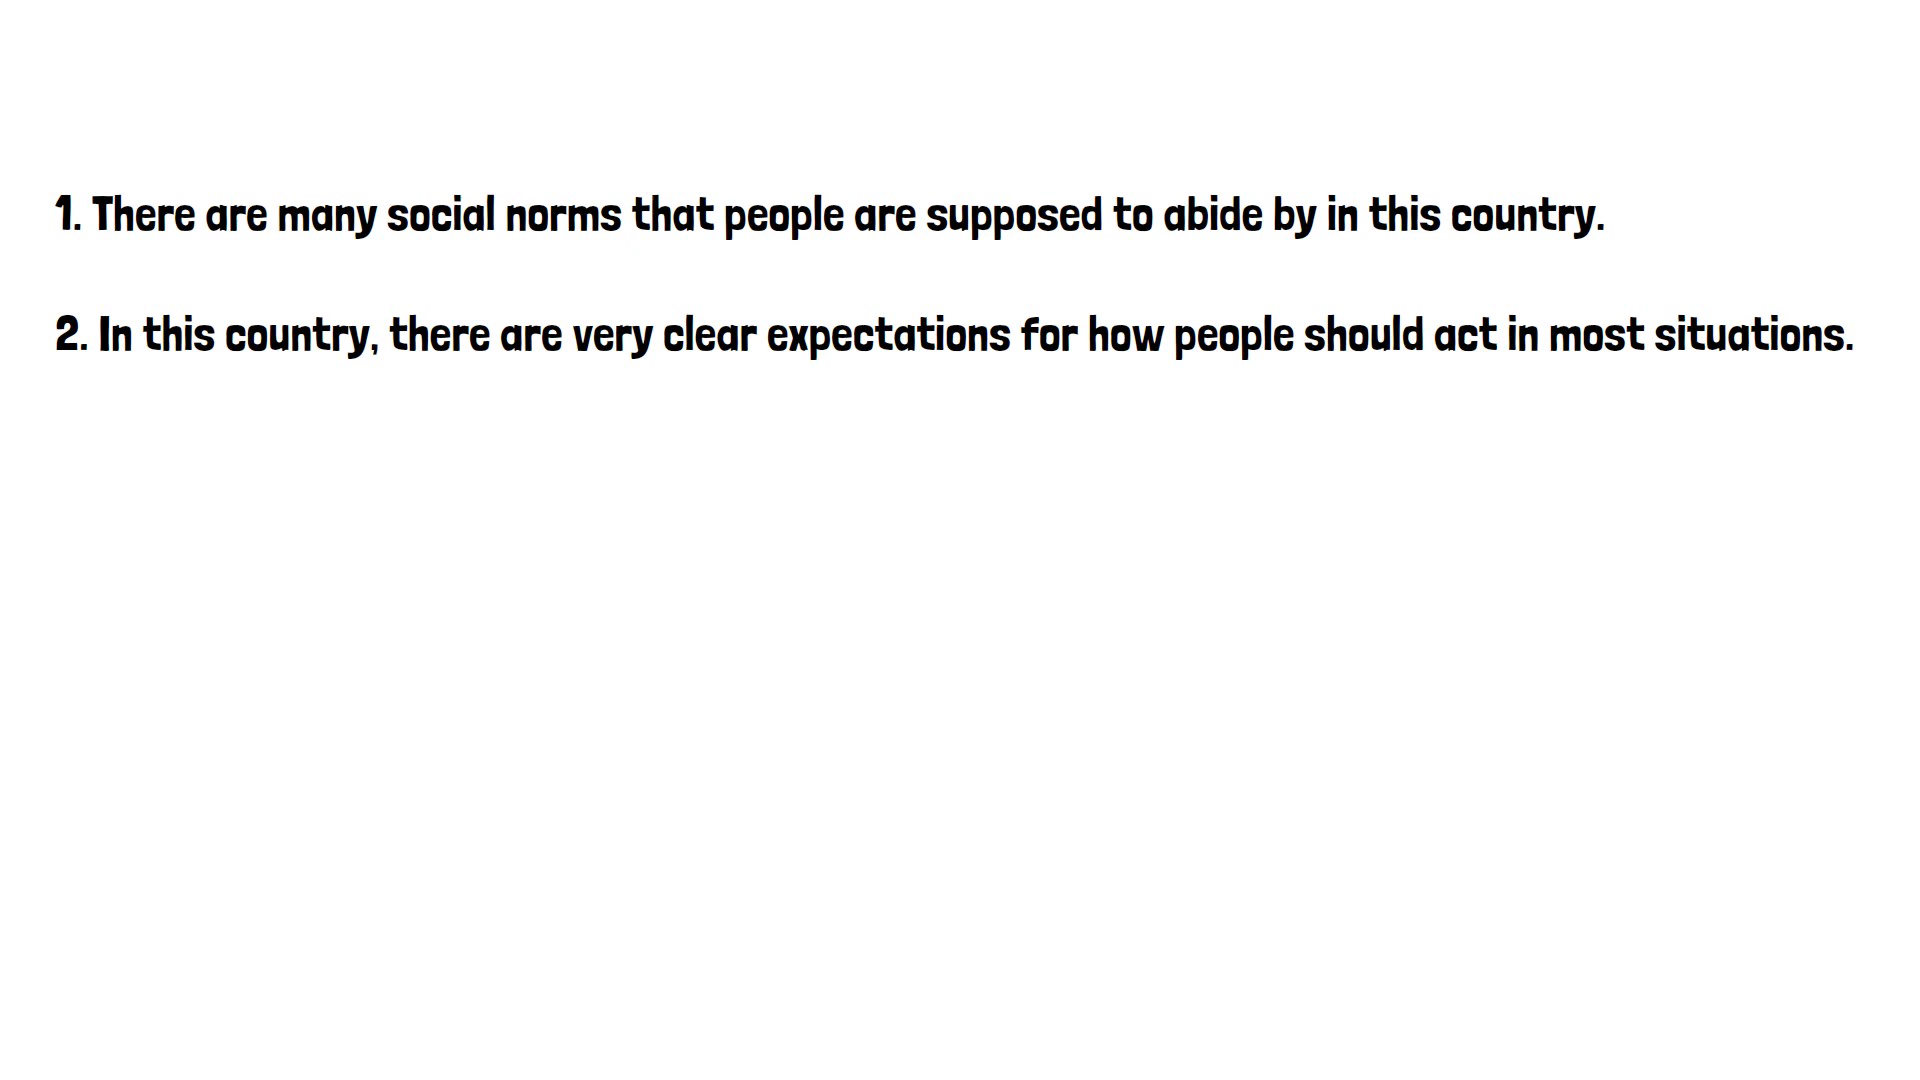 1. There are many social norms that people are supposed to abide by in this country.
2. In this country, there are very clear expectations for how people should act in most situations.